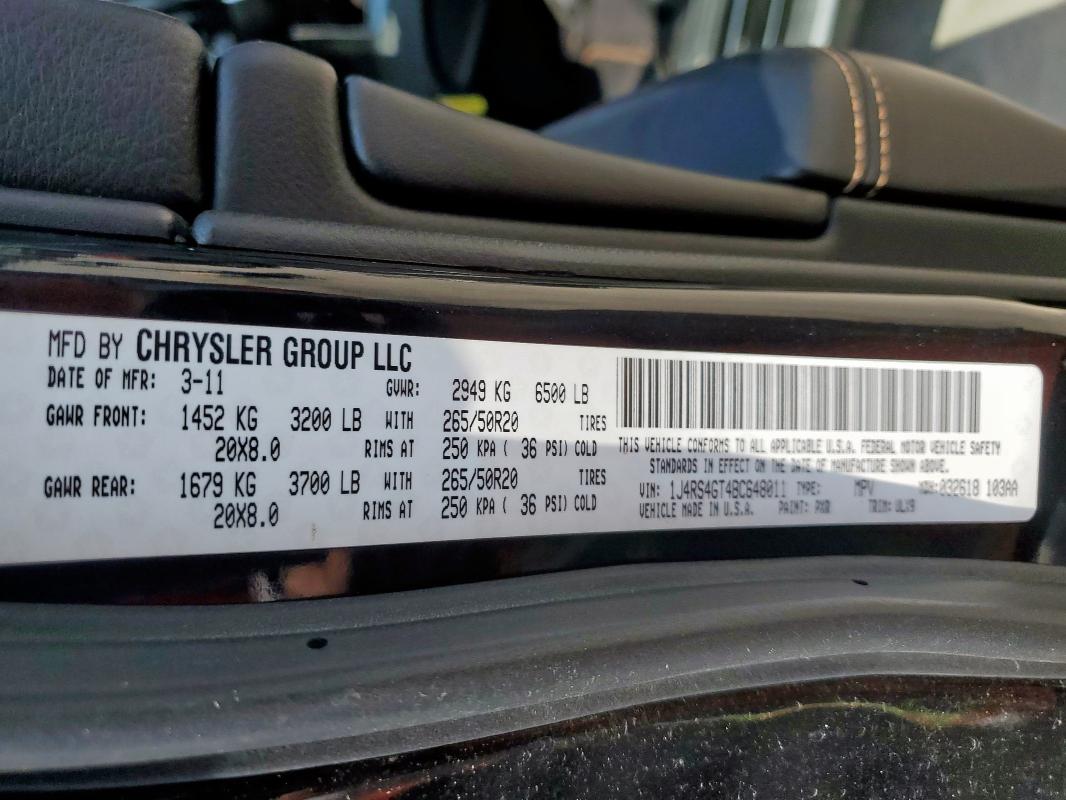 MFD BY CHRYSLER GROUP LLC
DATE OF MFR: 3-11 GVWR: 2949 KG 6500 LB
GAWR FRONT: 1452 KG 3200 LB WITH 265/50R20 TIRES
20X8.0 RIMS AT 250 KPA ( 36 PSI) COLD
GAWR REAR: 1679 KG 3700 LB WITH 265/50R20 TIRES
20X8.0 RIMS AT 250 KPA ( 36 PSI) COLD
THIS VEHICLE CONFORMS TO ALL APPLICABLE U.S.A. FEDERAL MOTOR VEHICLE SAFETY
STANDARDS IN EFFECT ON THE DATE OF MANUFACTURE SHOWN ABOVE.
VIN: 1J4RS4GT4BC648011 TYPE: MPV MDH: 032618 103AA
VEHICLE MADE IN U.S.A. PAINT: PXR TRIM: